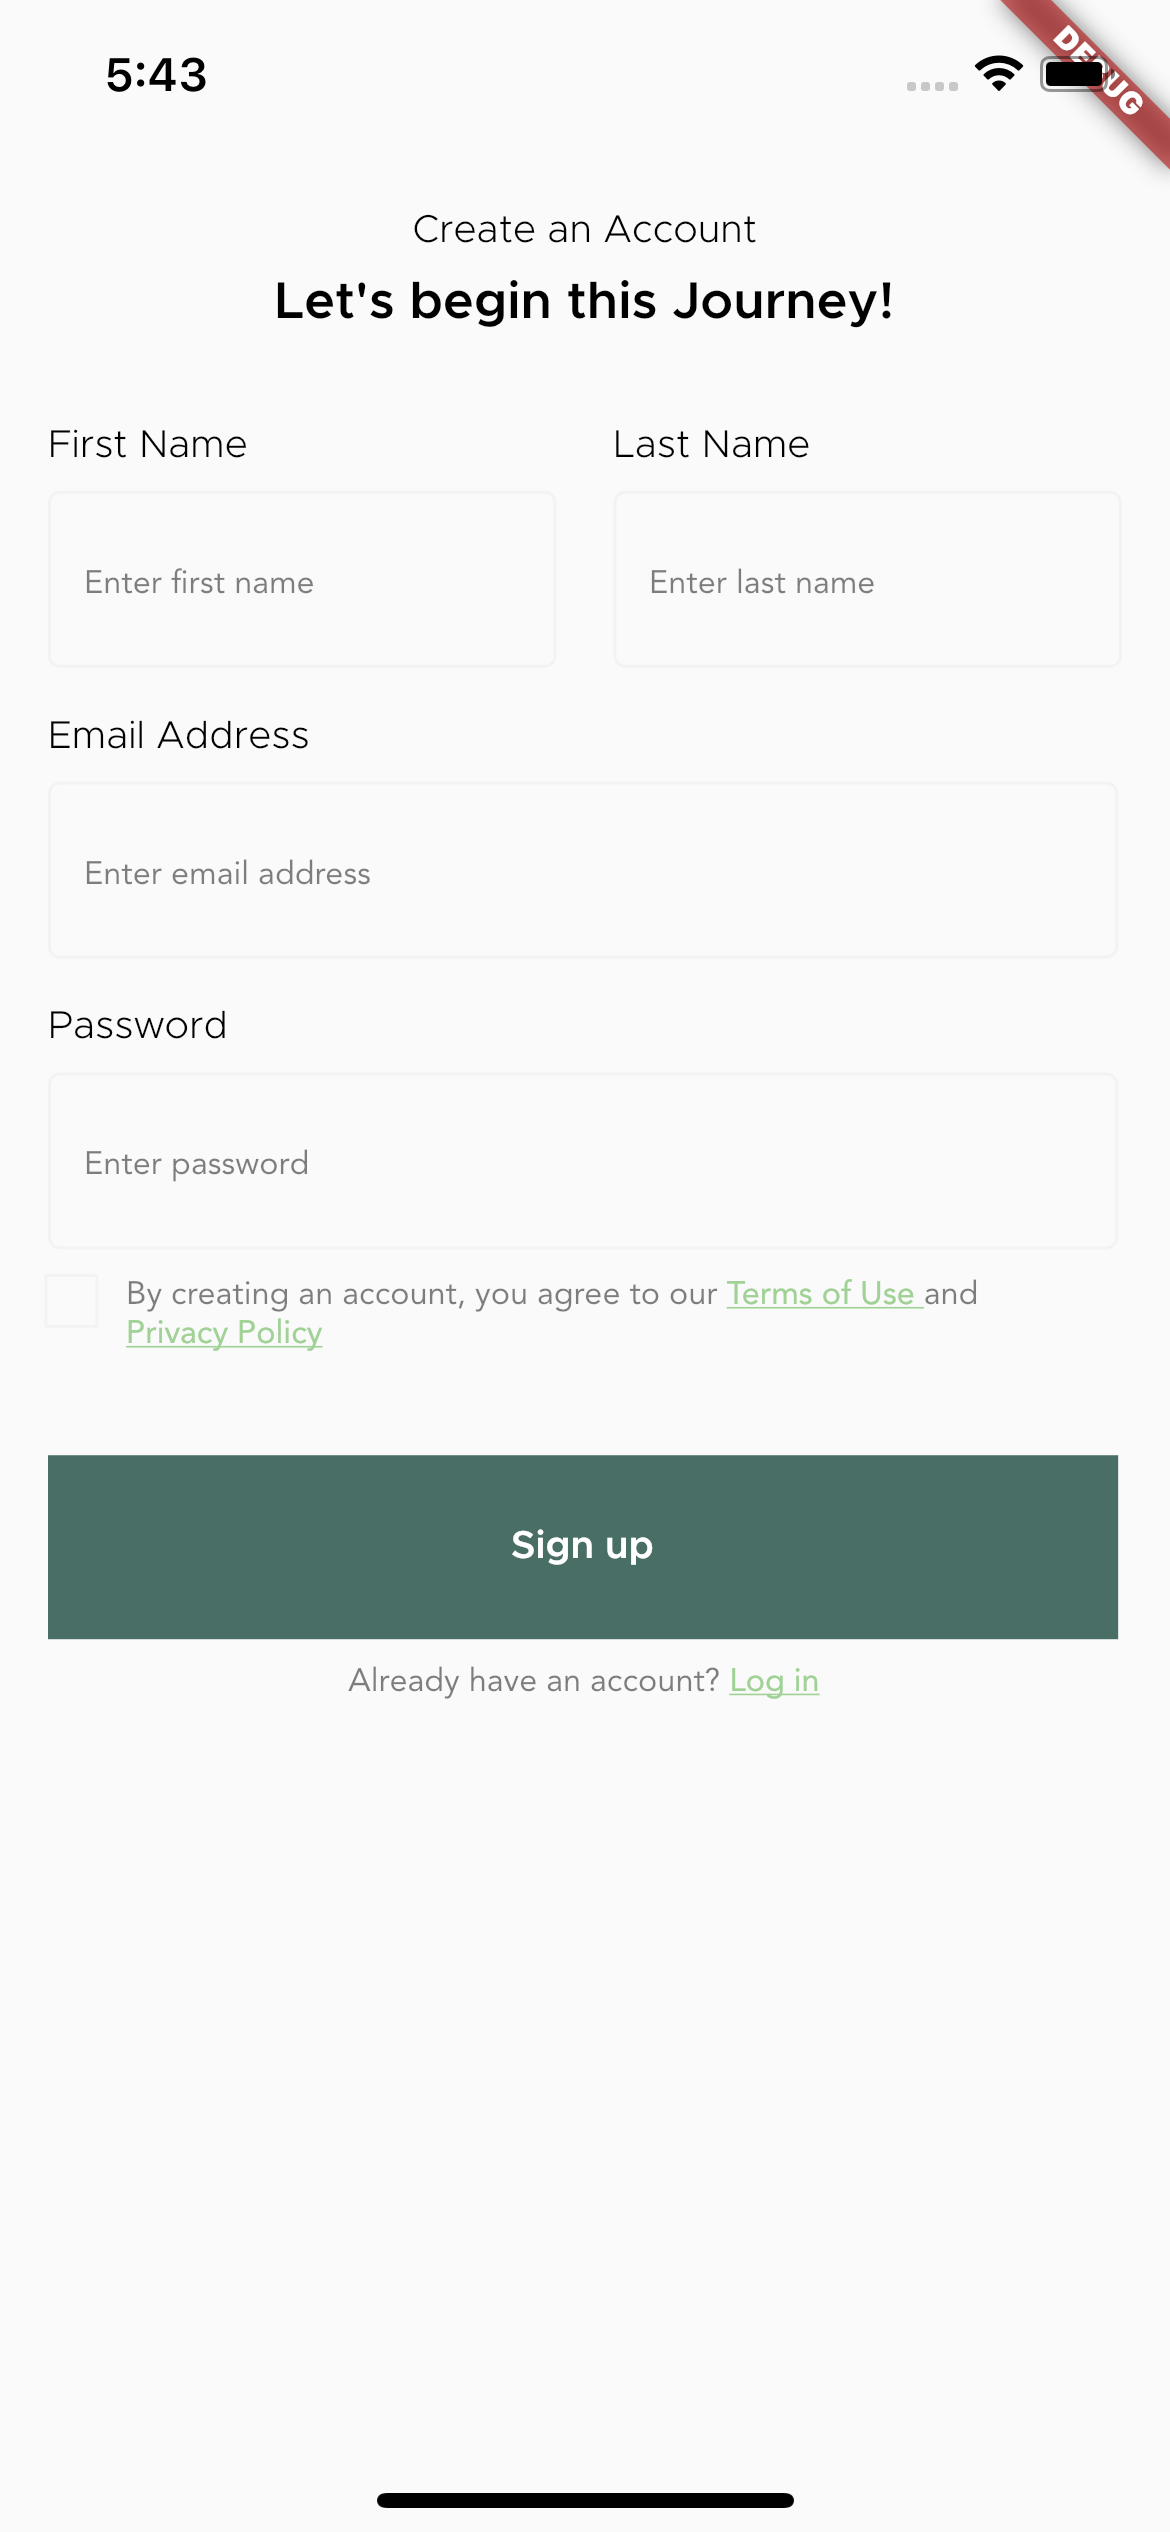 5:43
DEBUG
Create an Account
Let's begin this Journey!
First Name
Last Name
Enter first name
Enter last name
Email Address
Enter email address
Password
Enter password
By creating an account, you agree to our Terms of Use and
Privacy Policy
Sign up
Already have an account? Log in